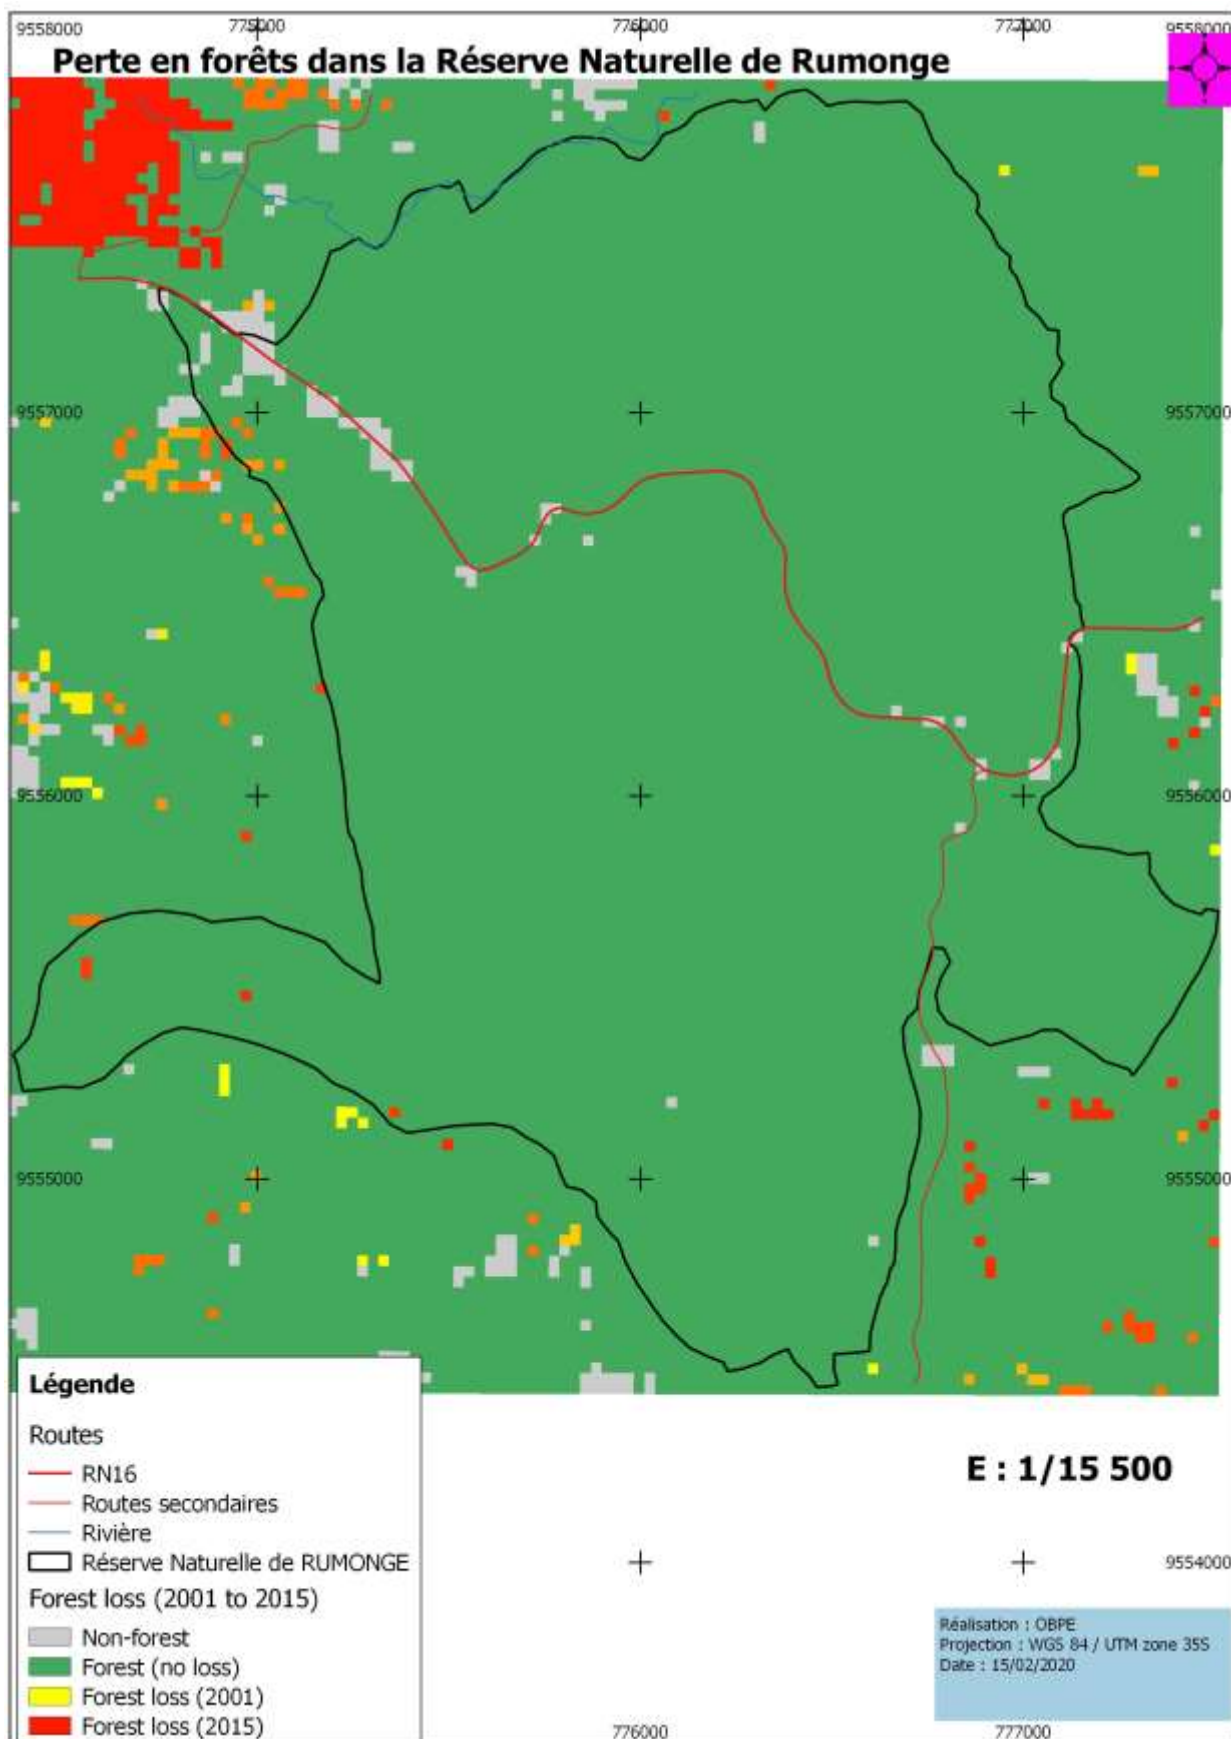 9558000 775000 776000 777000 9558000
Perte en forêts dans la Réserve Naturelle de Rumonge
9557000 9557000
9556000 9556000
9555000 9555000
Légende
Routes
RN16
Routes secondaires
Rivière
Réserve Naturelle de RUMONGE
Forest loss (2001 to 2015)
Non-forest
Forest (no loss)
Forest loss (2001)
Forest loss (2015)
E : 1/15 500
9554000
Réalisation : OBPE
Projection : WGS 84 / UTM zone 35S
Date : 15/02/2020
776000 777000